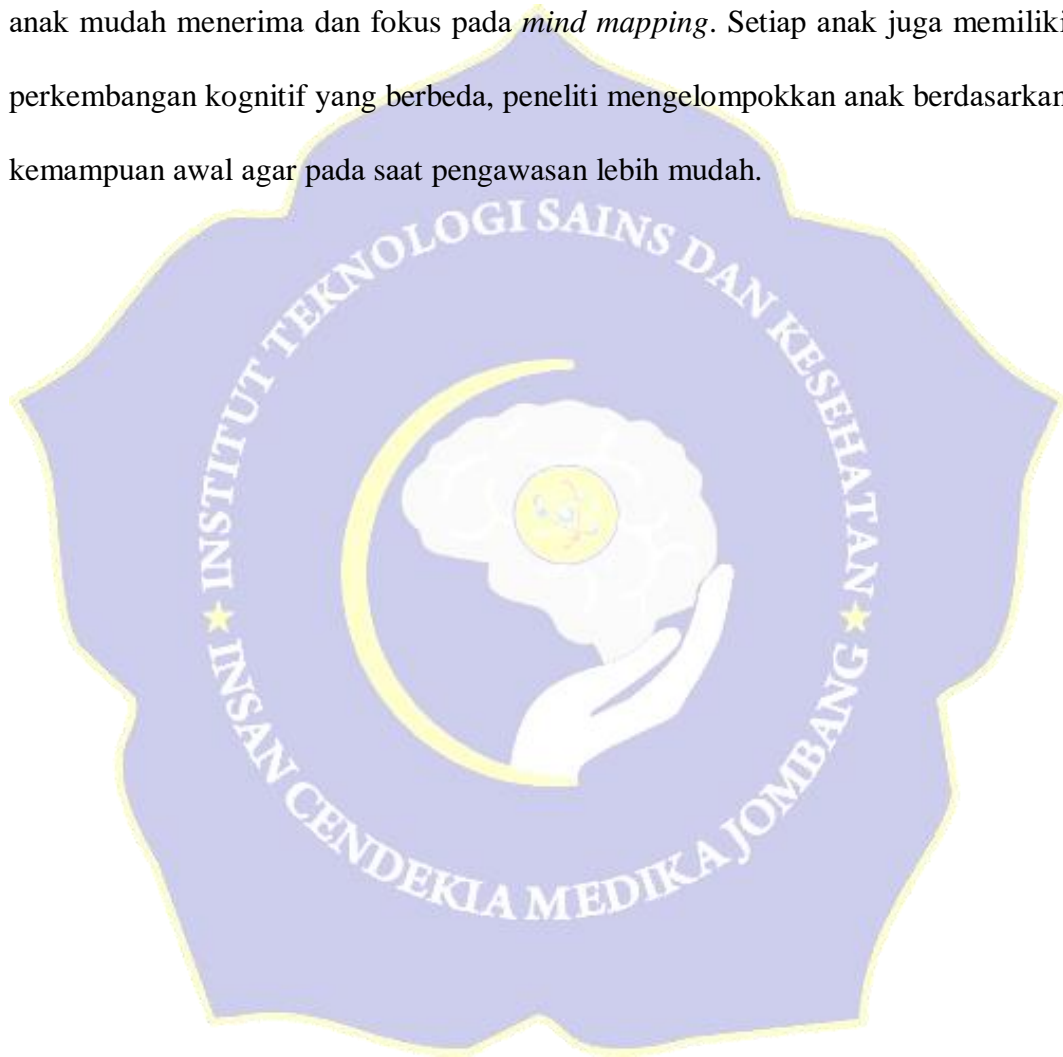 anak mudah menerima dan fokus pada mind mapping. Setiap anak juga memiliki
perkembangan kognitif yang berbeda, peneliti mengelompokkan anak berdasarkan
kemampuan awal agar pada saat pengawasan lebih mudah.
INSTITUT TEKNOLOGI SAINS DAN KESEHATAN
INSAN CENDEKIA MEDIKA JOMBANG